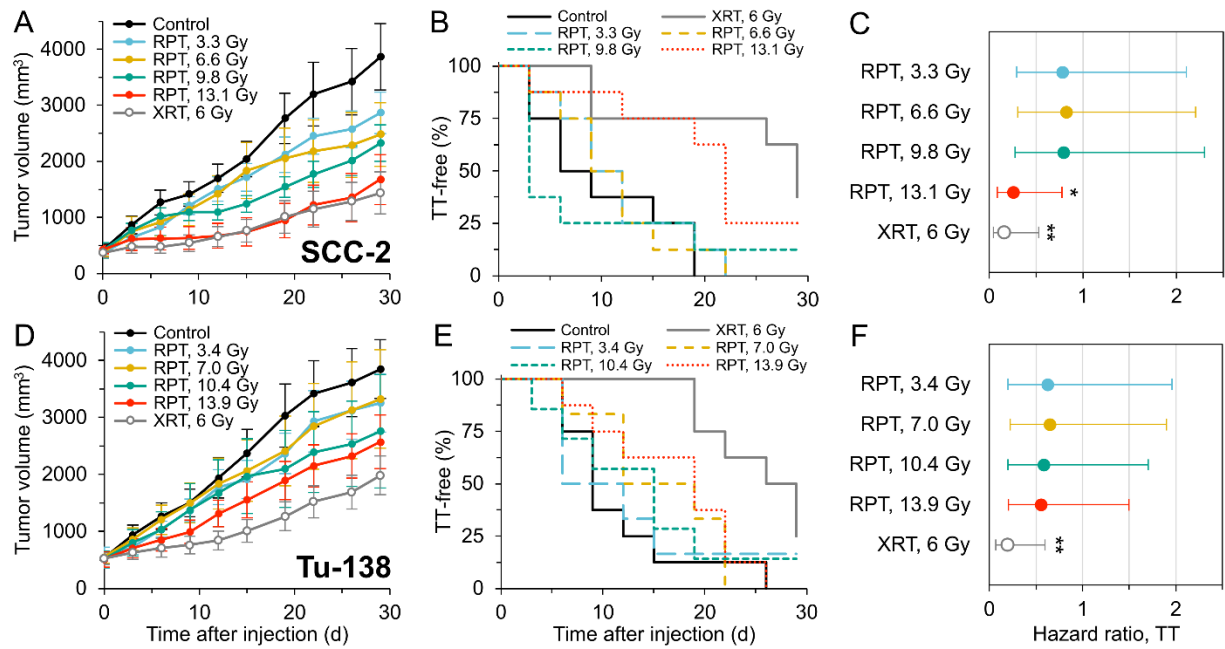 A
Tumor volume (mm³)
4000
3000
2000
1000
0
0 10 20 30
Control
RPT, 3.3 Gy
RPT, 6.6 Gy
RPT, 9.8 Gy
RPT, 13.1 Gy
XRT, 6 Gy
SCC-2
B
Control XRT, 6 Gy
RPT, 3.3 Gy RPT, 6.6 Gy
RPT, 9.8 Gy RPT, 13.1 Gy
TT-free (%)
100
75
50
25
0
0 10 20 30
C
RPT, 3.3 Gy
RPT, 6.6 Gy
RPT, 9.8 Gy
RPT, 13.1 Gy *
XRT, 6 Gy **
0 1 2
D
Tumor volume (mm³)
4000
3000
2000
1000
0
0 10 20 30
Time after injection (d)
Control
RPT, 3.4 Gy
RPT, 7.0 Gy
RPT, 10.4 Gy
RPT, 13.9 Gy
XRT, 6 Gy
Tu-138
E
Control XRT, 6 Gy
RPT, 3.4 Gy RPT, 7.0 Gy
RPT, 10.4 Gy RPT, 13.9 Gy
TT-free (%)
100
75
50
25
0
0 10 20 30
Time after injection (d)
F
RPT, 3.4 Gy
RPT, 7.0 Gy
RPT, 10.4 Gy
RPT, 13.9 Gy
XRT, 6 Gy **
0 1 2
Hazard ratio, TT